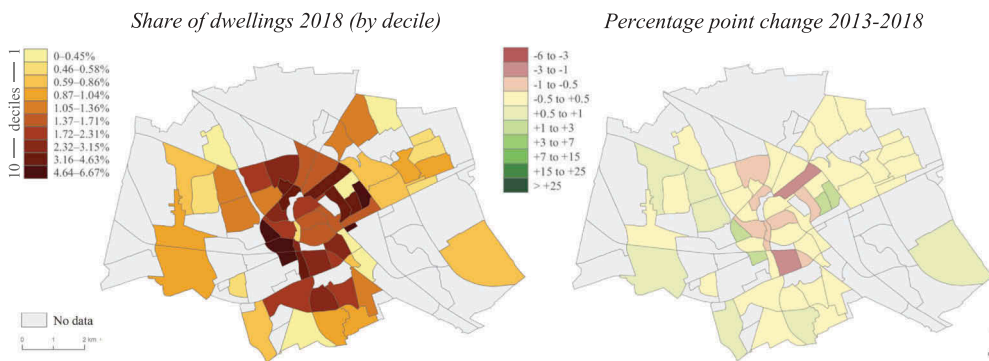 Share of dwellings 2018 (by decile)
Percentage point change 2013-2018
10 — deciles — 1
0–0.45%
0.46–0.58%
0.59–0.86%
0.87–1.04%
1.05–1.36%
1.37–1.71%
1.72–2.31%
2.32–3.15%
3.16–4.63%
4.64–6.67%
-6 to -3
-3 to -1
-1 to -0.5
-0.5 to +0.5
+0.5 to +1
+1 to +3
+3 to +7
+7 to +15
+15 to +25
> +25
No data
0 1 2 km